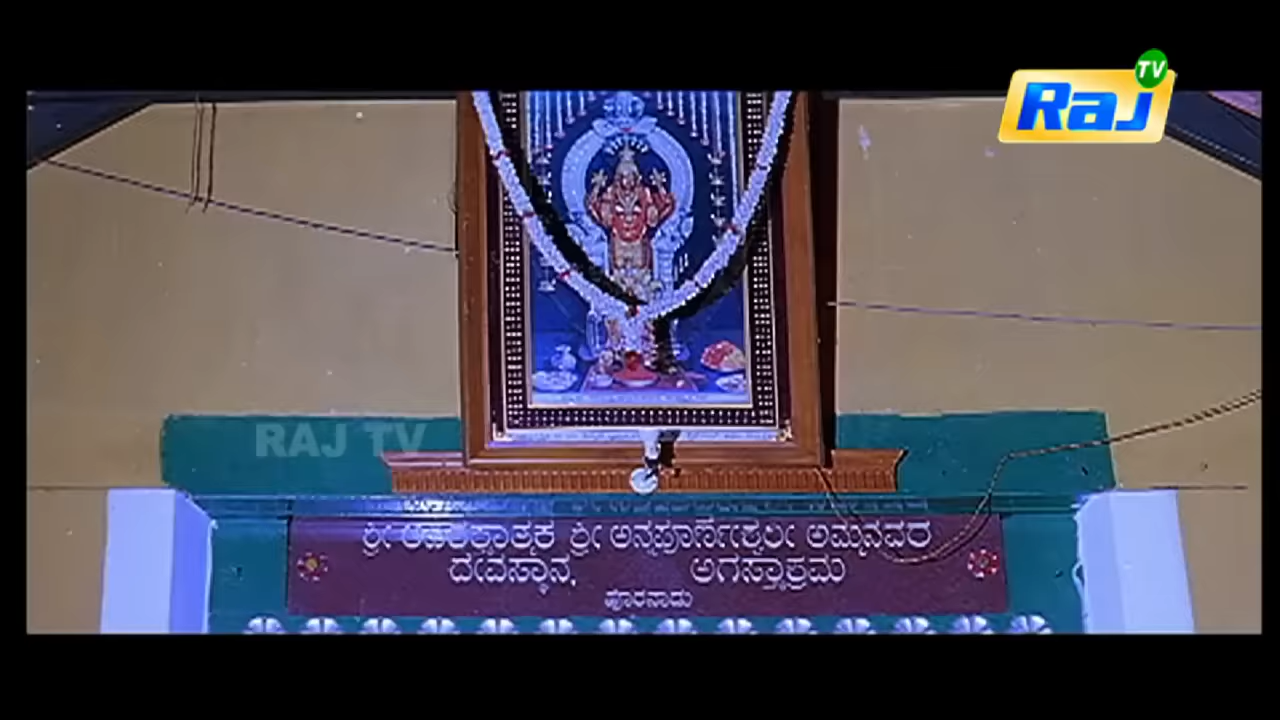 TV
Raj
RAJ TV
ಶ್ರೀ ಅನ್ನಪೂರ್ಣೇಶ್ವರೀ ಅಮ್ಮನವರ
ದೇವಸ್ಥಾನ, ಅಗಸ್ತ್ಯಾಶ್ರಮ
ಹೊರನಾಡು